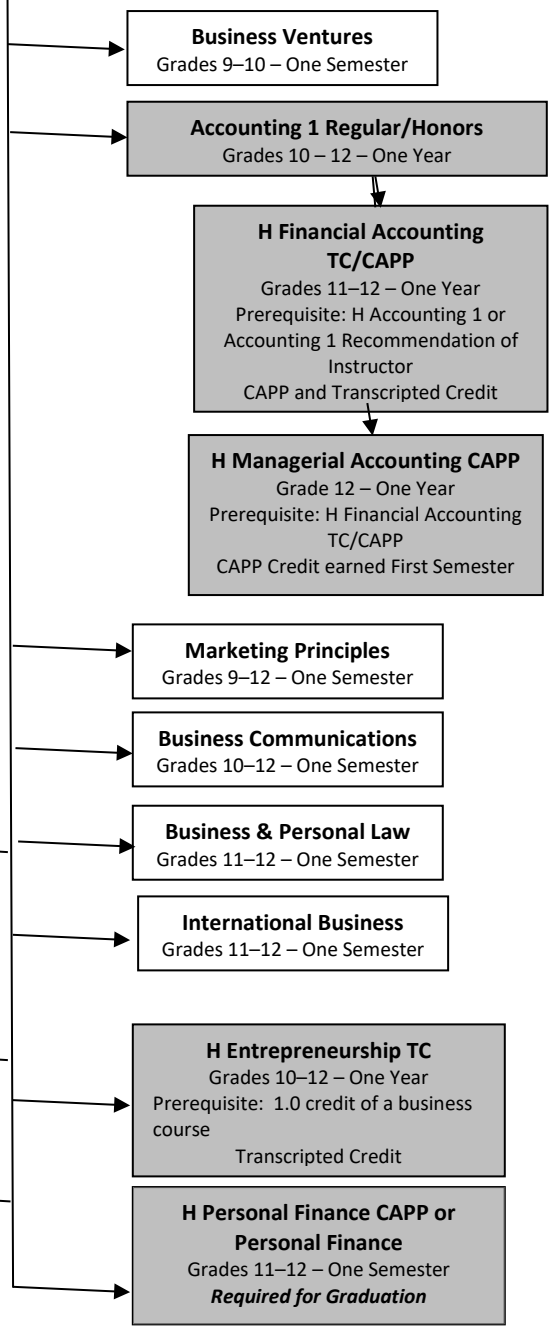 Business Ventures
Grades 9–10 – One Semester
Accounting 1 Regular/Honors
Grades 10 – 12 – One Year
H Financial Accounting
TC/CAPP
Grades 11–12 – One Year
Prerequisite: H Accounting 1 or
Accounting 1 Recommendation of
Instructor
CAPP and Transcripted Credit
H Managerial Accounting CAPP
Grade 12 – One Year
Prerequisite: H Financial Accounting
TC/CAPP
CAPP Credit earned First Semester
Marketing Principles
Grades 9–12 – One Semester
Business Communications
Grades 10–12 – One Semester
Business & Personal Law
Grades 11–12 – One Semester
International Business
Grades 11–12 – One Semester
H Entrepreneurship TC
Grades 10–12 – One Year
Prerequisite: 1.0 credit of a business
course
Transcripted Credit
H Personal Finance CAPP or
Personal Finance
Grades 11–12 – One Semester
Required for Graduation